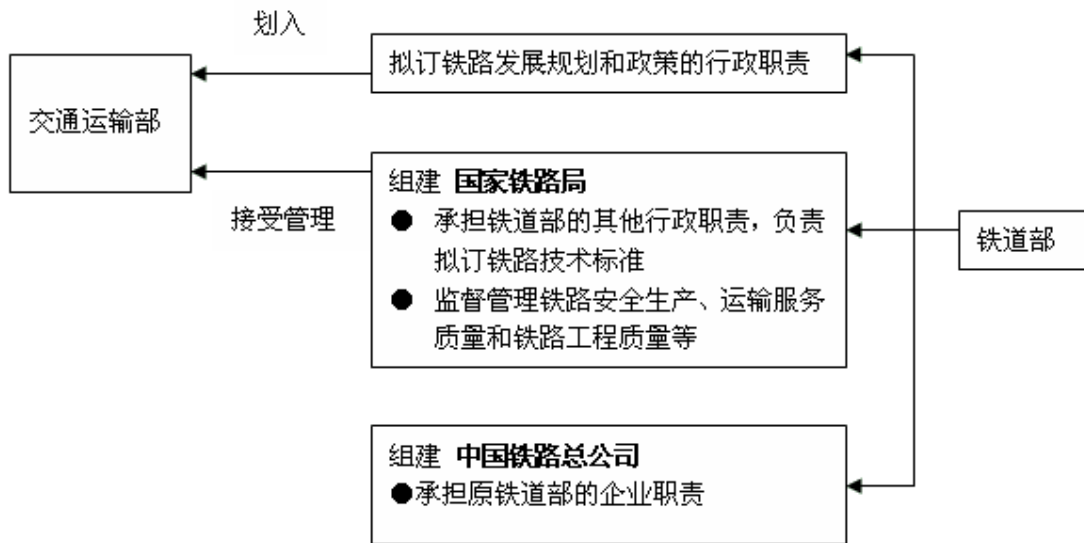 划入
拟订铁路发展规划和政策的行政职责
交通运输部
接受管理
组建 国家铁路局
● 承担铁道部的其他行政职责，负责
拟订铁路技术标准
● 监督管理铁路安全生产、运输服务
质量和铁路工程质量等
铁道部
组建 中国铁路总公司
●承担原铁道部的企业职责